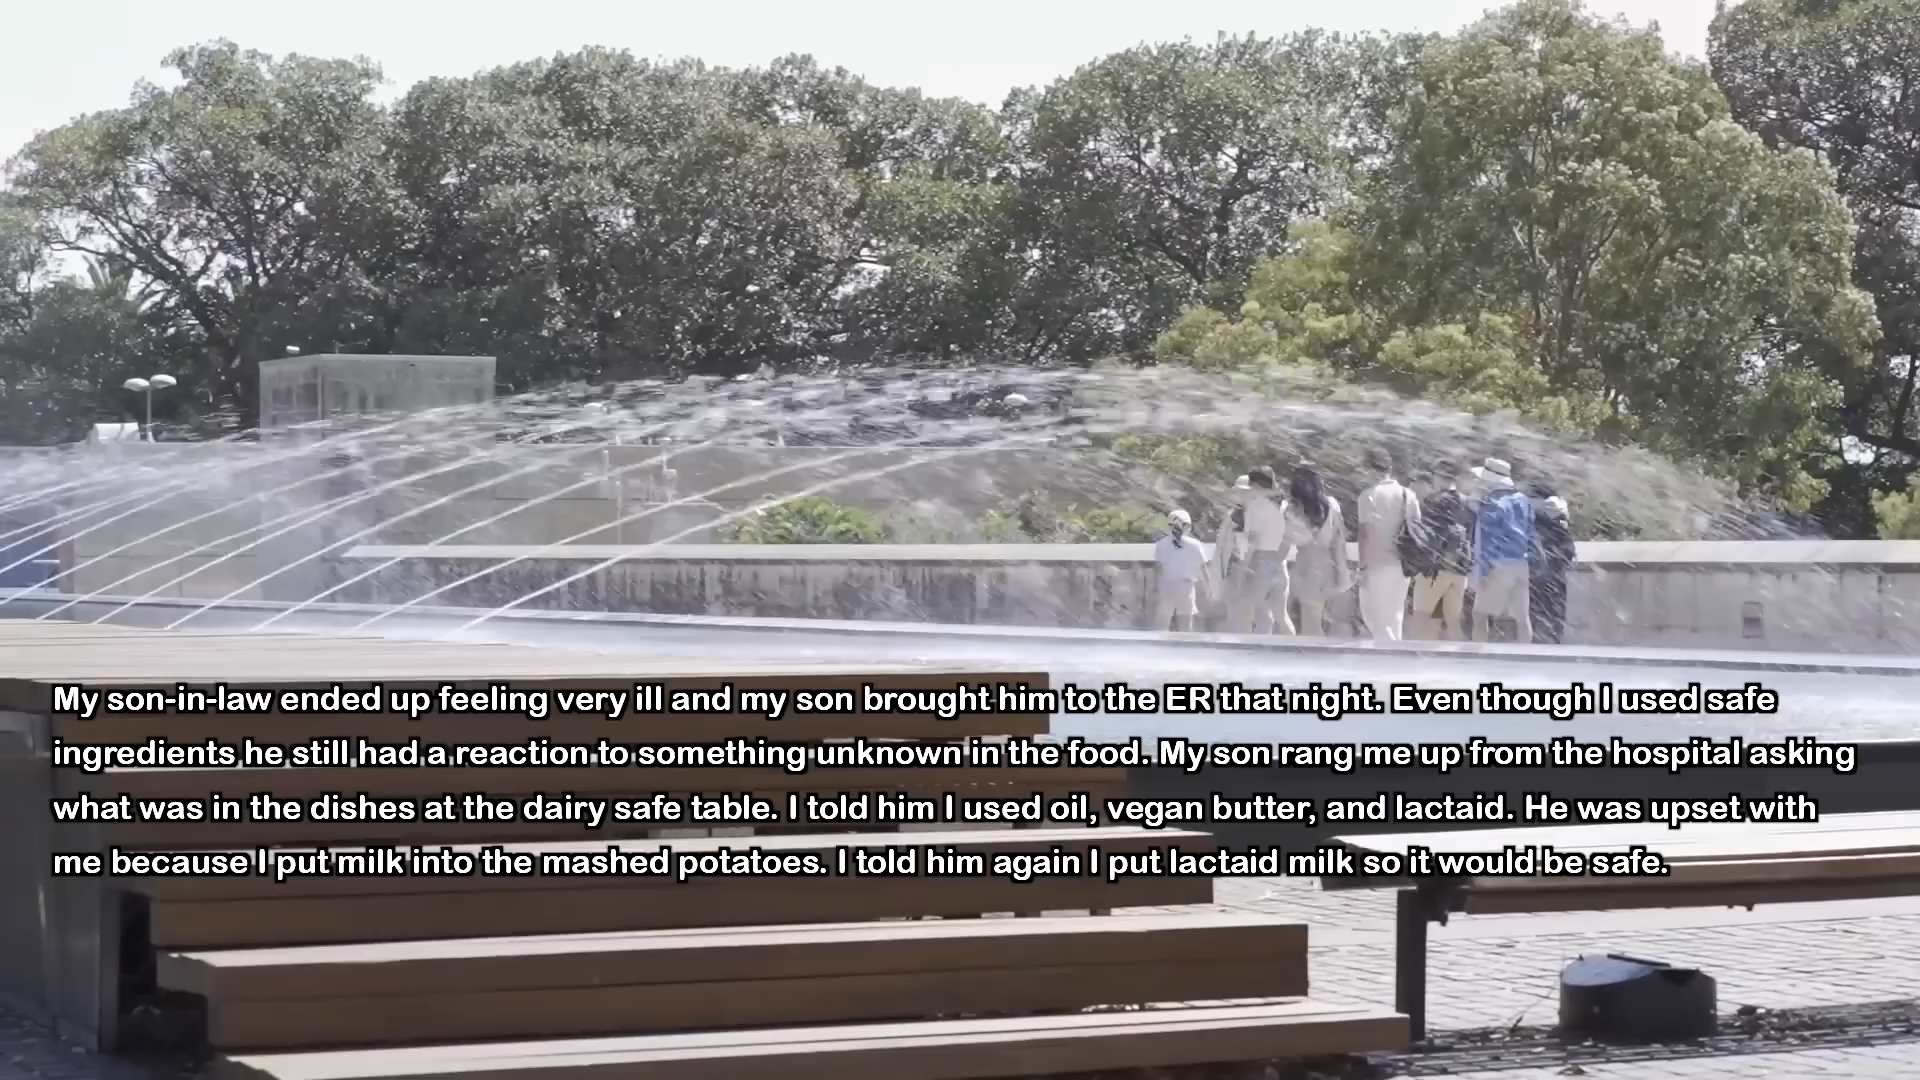 My son-in-law ended up feeling very ill and my son brought him to the ER that night. Even though I used safe
ingredients he still had a reaction to something unknown in the food. My son rang me up from the hospital asking
what was in the dishes at the dairy safe table. I told him I used oil, vegan butter, and lactaid. He was upset with
me because I put milk into the mashed potatoes. I told him again I put lactaid milk so it would be safe.